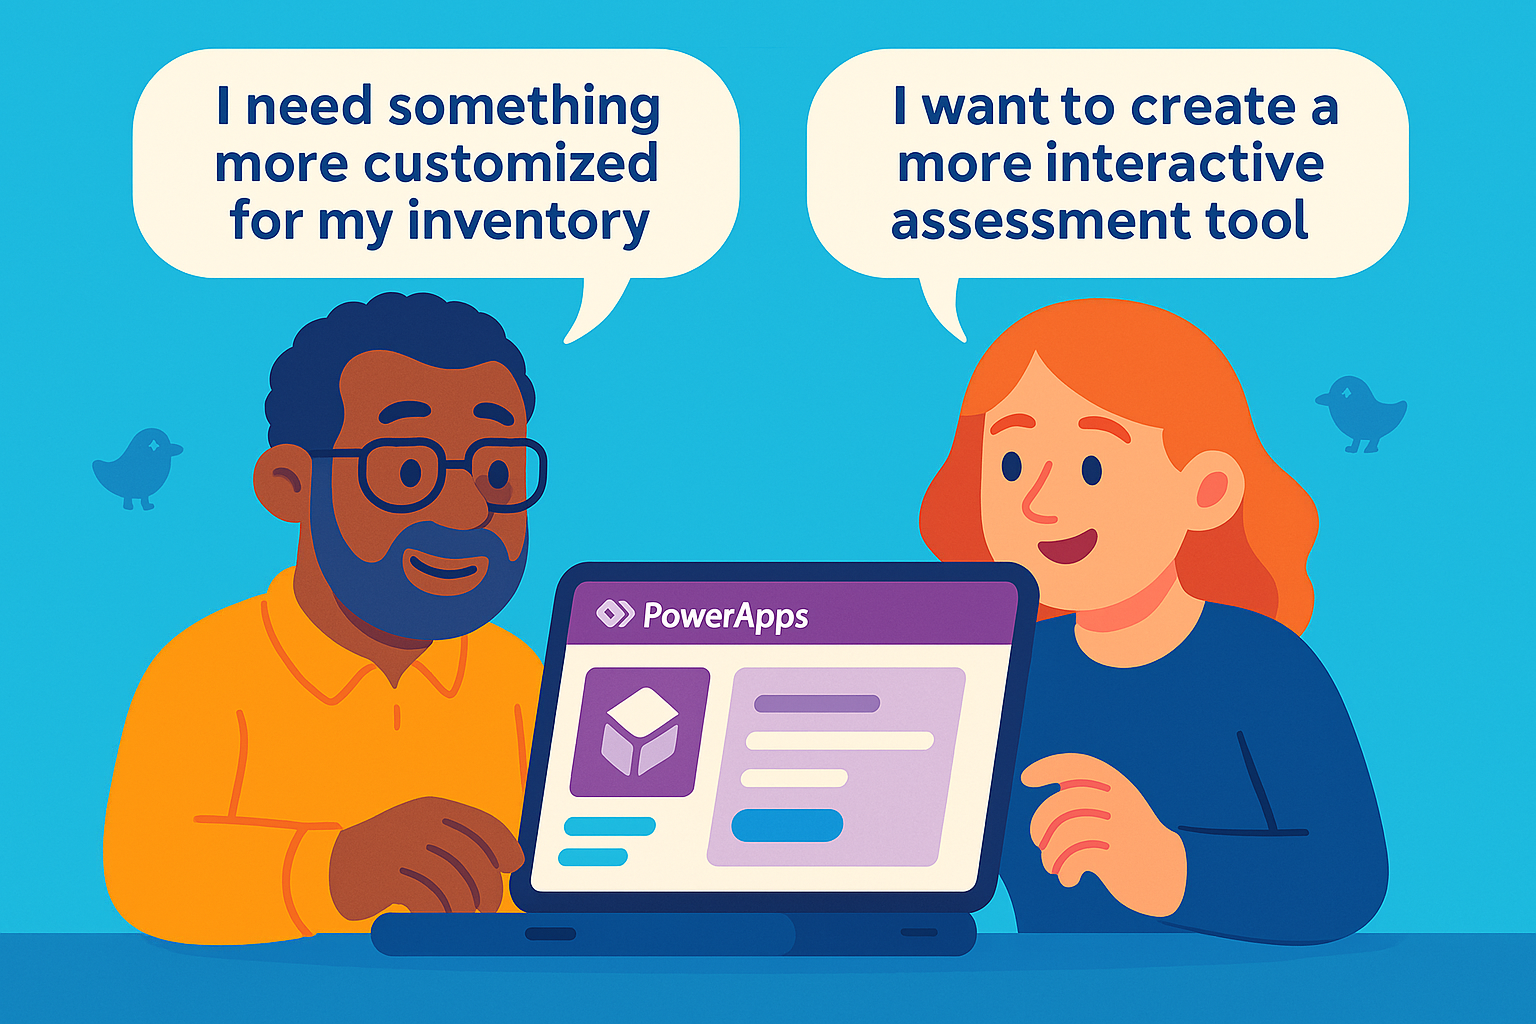 I need something
more customized
for my inventory
I want to create a
more interactive
assessment tool
PowerApps